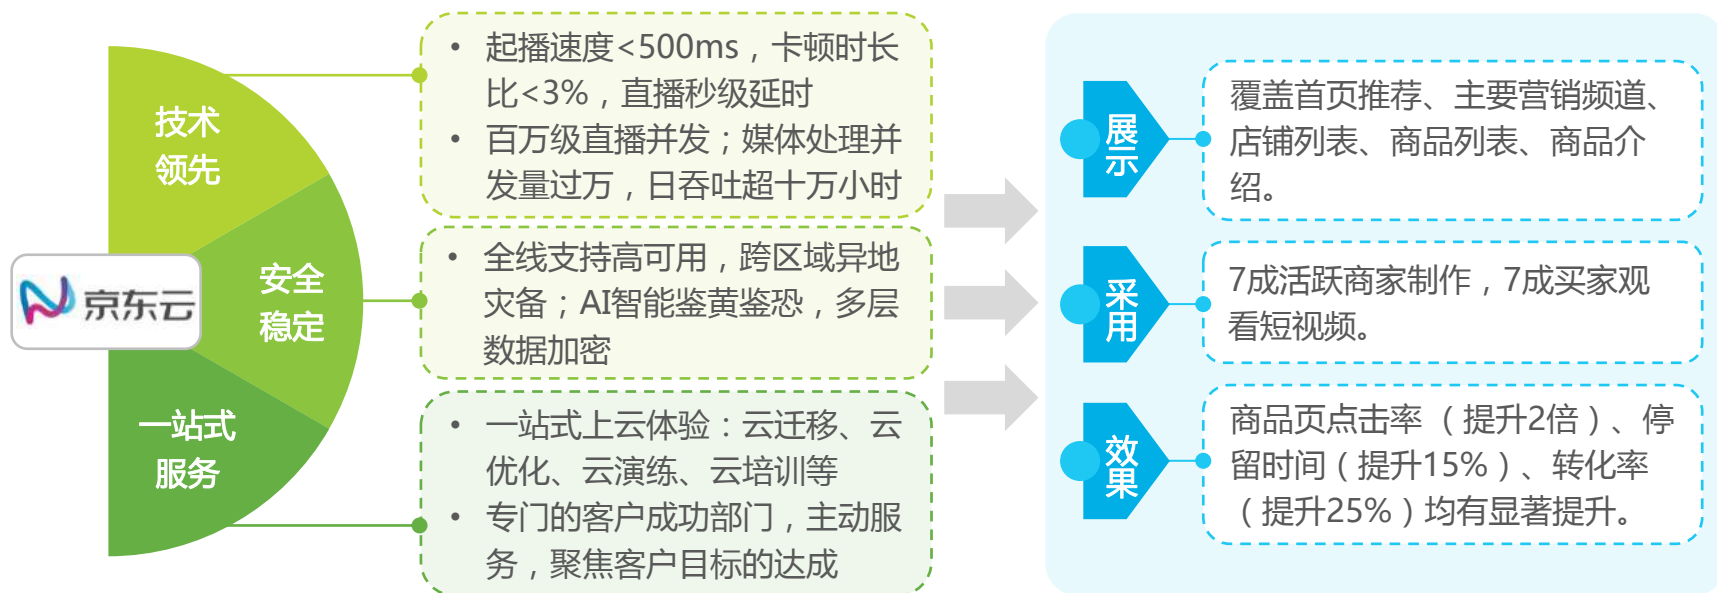 技术
领先
• 起播速度<500ms，卡顿时长
比<3%，直播秒级延时
• 百万级直播并发；媒体处理并
发量过万，日吞吐超十万小时
京东云
安全
稳定
• 全线支持高可用，跨区域异地
灾备；AI智能鉴黄鉴恐，多层
数据加密
一站式
服务
• 一站式上云体验：云迁移、云
优化、云演练、云培训等
• 专门的客户成功部门，主动服
务，聚焦客户目标的达成
展示
覆盖首页推荐、主要营销频道、
店铺列表、商品列表、商品介
绍。
采用
7成活跃商家制作，7成买家观
看短视频。
效果
商品页点击率（提升2倍）、停
留时间（提升15%）、转化率
（提升25%）均有显著提升。